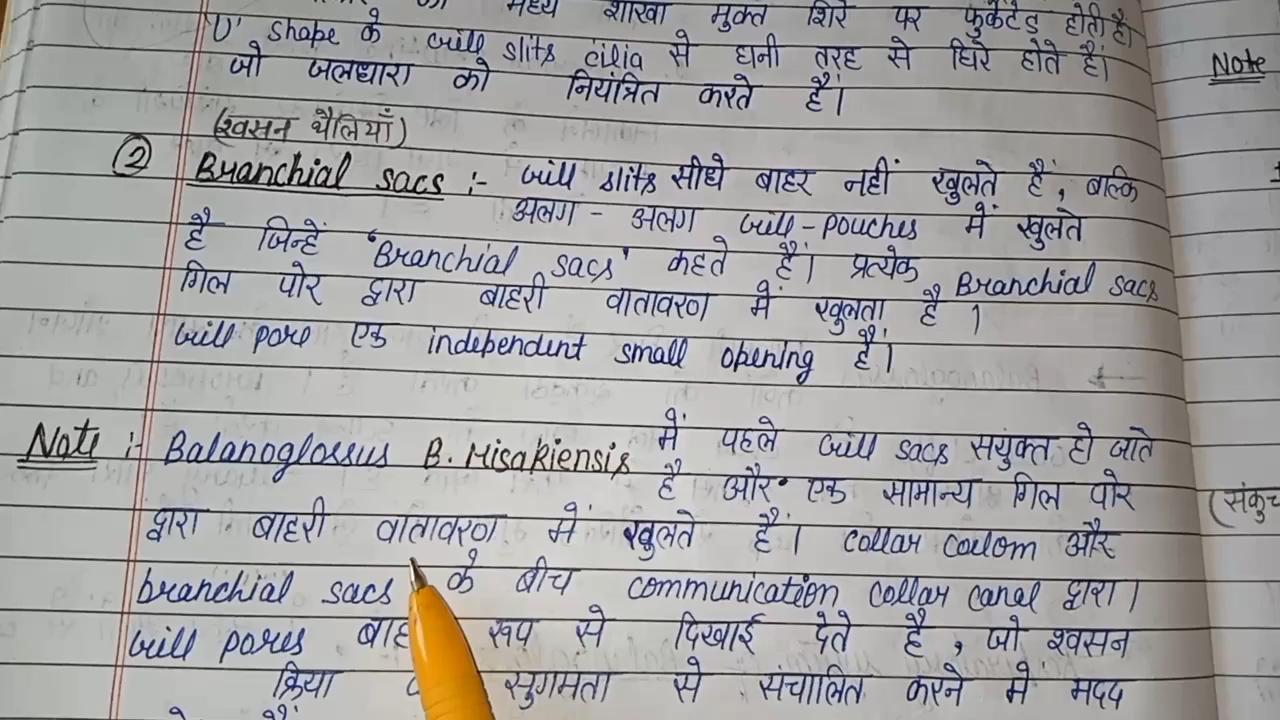 मध्य शाखा मुक्त शिरे पर फुर्केटेड़ होती है।
'U' shape के Gill slits cilia से घनी तरह से घिरे होते हैं।
जो जलधारा को नियंत्रित करते हैं।
Note
(श्वसन थैलियाँ)
② Branchial sacs :- Gill slits सीधे बाहर नहीं खुलते हैं, बल्कि
अलग - अलग Gill-pouches में खुलते
है जिन्हें 'Branchial sacs' कहते हैं। प्रत्येक Branchial sacs
गिल पोर द्वारा बाहरी वातावरण में खुलता है ।
Gill pore एक independent small opening हैं।
Note :- Balanoglossus B. Misakiensis में पहले Gill sacs सयुंक्त हो जाते
है और एक सामान्य गिल पोर
(संकुच
द्वारा बाहरी वातावरण में खुलते हैं। collar coelom और
branchial sacs के बीच communication collar canal द्वारा।
Gill pores रूप से दिखाई देते है, जो श्वसन
क्रिया सुगमता से संचालित करने में मदद